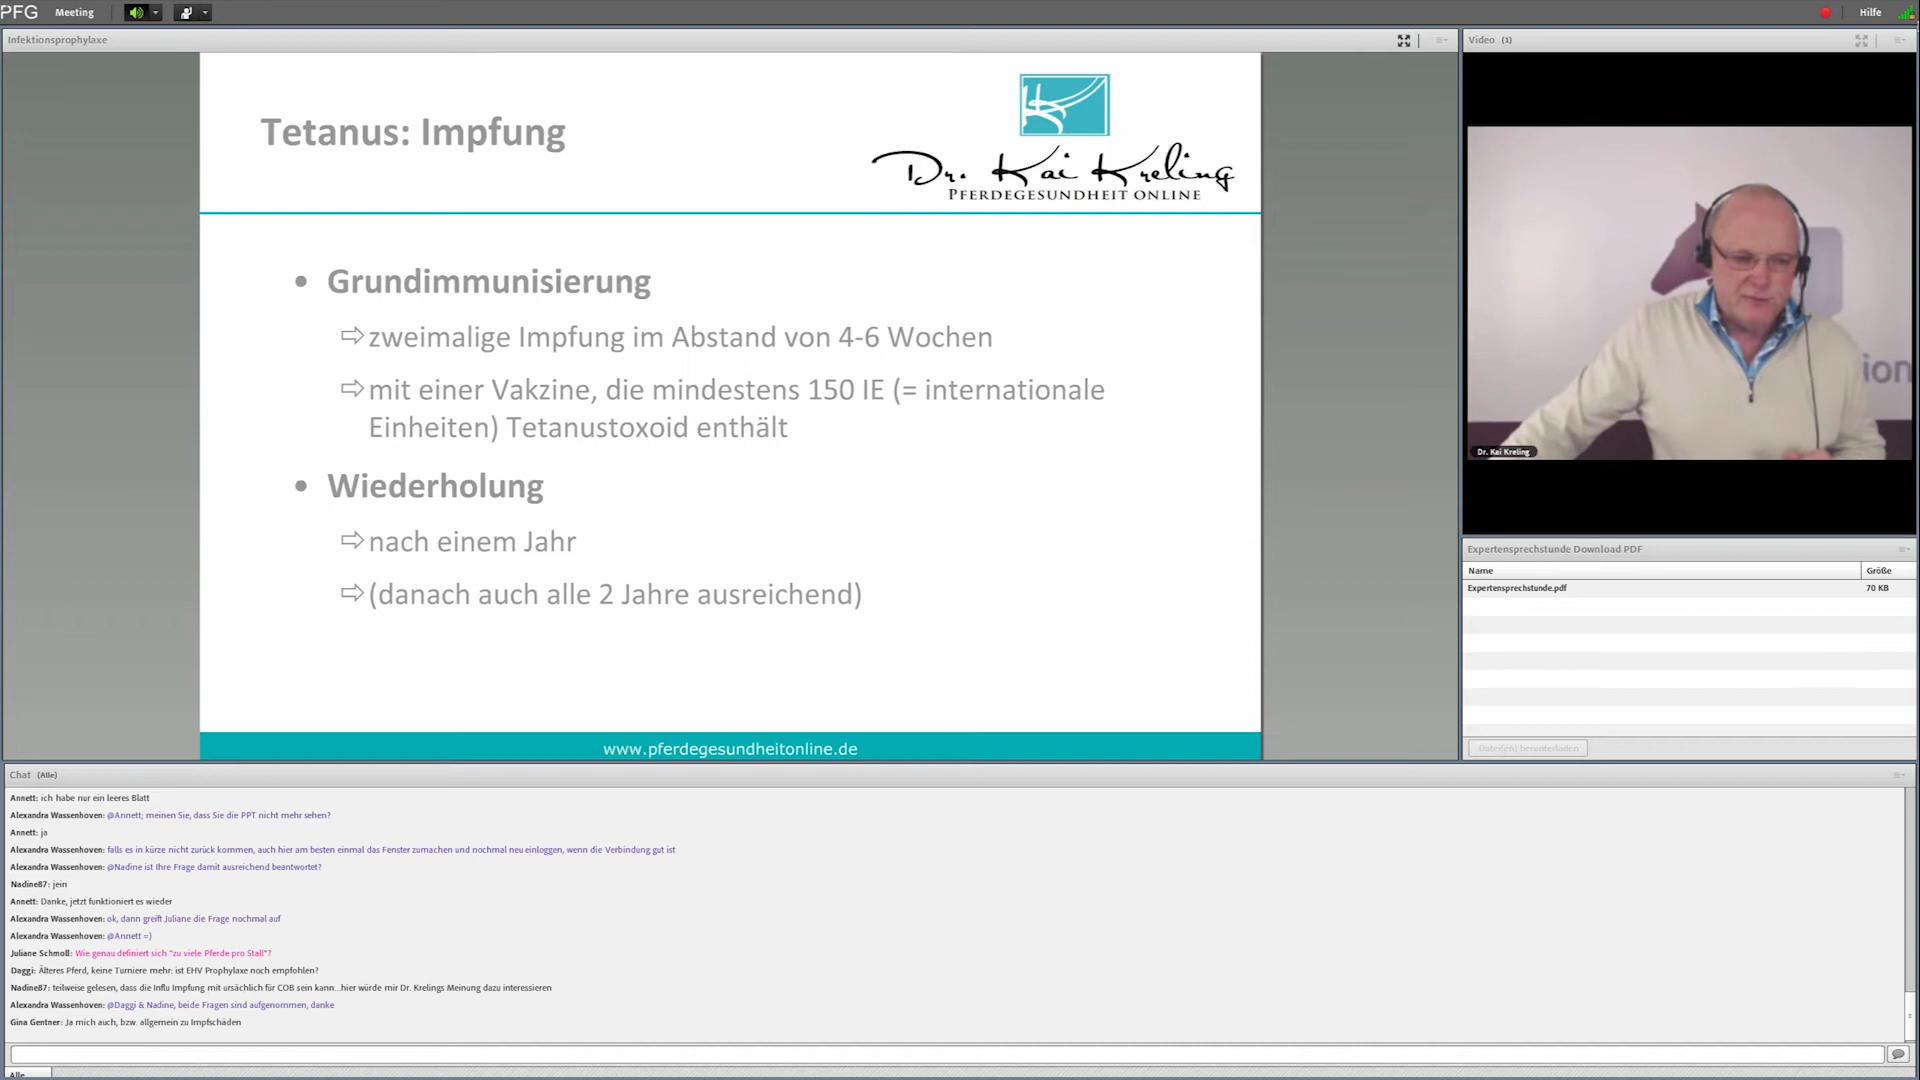 PFG
Meeting
Hilfe
Infektionsprophylaxe
Tetanus: Impfung
Dr. Kai Kreling
PFERDEGESUNDHEIT ONLINE
• Grundimmunisierung
⇨zweimalige Impfung im Abstand von 4-6 Wochen
⇨mit einer Vakzine, die mindestens 150 IE (= internationale
Einheiten) Tetanustoxoid enthält
• Wiederholung
⇨nach einem Jahr
⇨(danach auch alle 2 Jahre ausreichend)
www.pferdegesundheitonline.de
Video (1)
ion
Dr. Kai Kreling
Expertensprechstunde Download PDF
Name Größe
Expertensprechstunde.pdf 70 KB
Datei(en) herunterladen
Chat (Alle)
Annett: ich habe nur ein leeres Blatt
Alexandra Wassenhoven: @Annett; meinen Sie, dass Sie die PPT nicht mehr sehen?
Annett: ja
Alexandra Wassenhoven: falls es in kürze nicht zurück kommen, auch hier am besten einmal das Fenster zumachen und nochmal neu einloggen, wenn die Verbindung gut ist
Alexandra Wassenhoven: @Nadine ist Ihre Frage damit ausreichend beantwortet?
Nadine87: jein
Annett: Danke, jetzt funktioniert es wieder
Alexandra Wassenhoven: ok, dann greift Juliane die Frage nochmal auf
Alexandra Wassenhoven: @Annett =)
Juliane Schmoll: Wie genau definiert sich "zu viele Pferde pro Stall"?
Daggi: Älteres Pferd, keine Turniere mehr: ist EHV Prophylaxe noch empfohlen?
Nadine87: teilweise gelesen, dass die Influ Impfung mit ursächlich für COB sein kann...hier würde mir Dr. Krelings Meinung dazu interessieren
Alexandra Wassenhoven: @Daggi & Nadine, beide Fragen sind aufgenommen, danke
Gina Gentner: Ja mich auch, bzw. allgemein zu Impfschäden
Alle